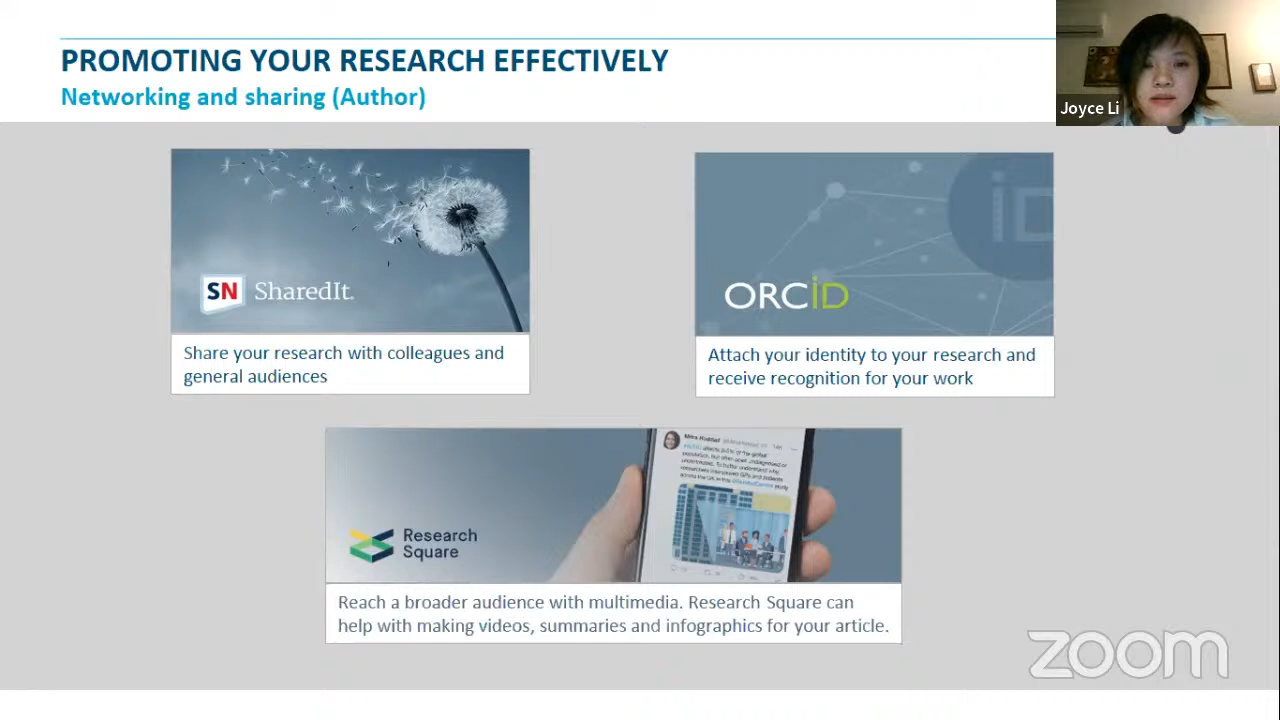 PROMOTING YOUR RESEARCH EFFECTIVELY
Networking and sharing (Author)
Joyce Li
SN SharedIt.
Share your research with colleagues and
general audiences
iD
ORCiD
Attach your identity to your research and
receive recognition for your work
Research
Square
Reach a broader audience with multimedia. Research Square can
help with making videos, summaries and infographics for your article.
zoom